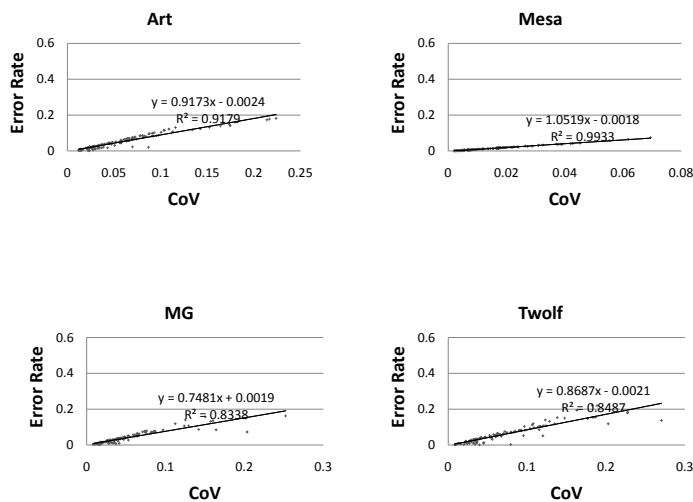 Art
0.6
0.4
0.2
0
Error Rate
y = 0.9173x - 0.0024
R² = 0.9179
0 0.05 0.1 0.15 0.2 0.25
CoV
Mesa
0.6
0.4
0.2
0
Error Rate
y = 1.0519x - 0.0018
R² = 0.9933
0 0.02 0.04 0.06 0.08
CoV
MG
0.6
0.4
0.2
0
Error Rate
y = 0.7481x + 0.0019
R² = 0.8338
0 0.1 0.2 0.3
CoV
Twolf
0.6
0.4
0.2
0
Error Rate
y = 0.8687x - 0.0021
R² = 0.8487
0 0.1 0.2 0.3
CoV